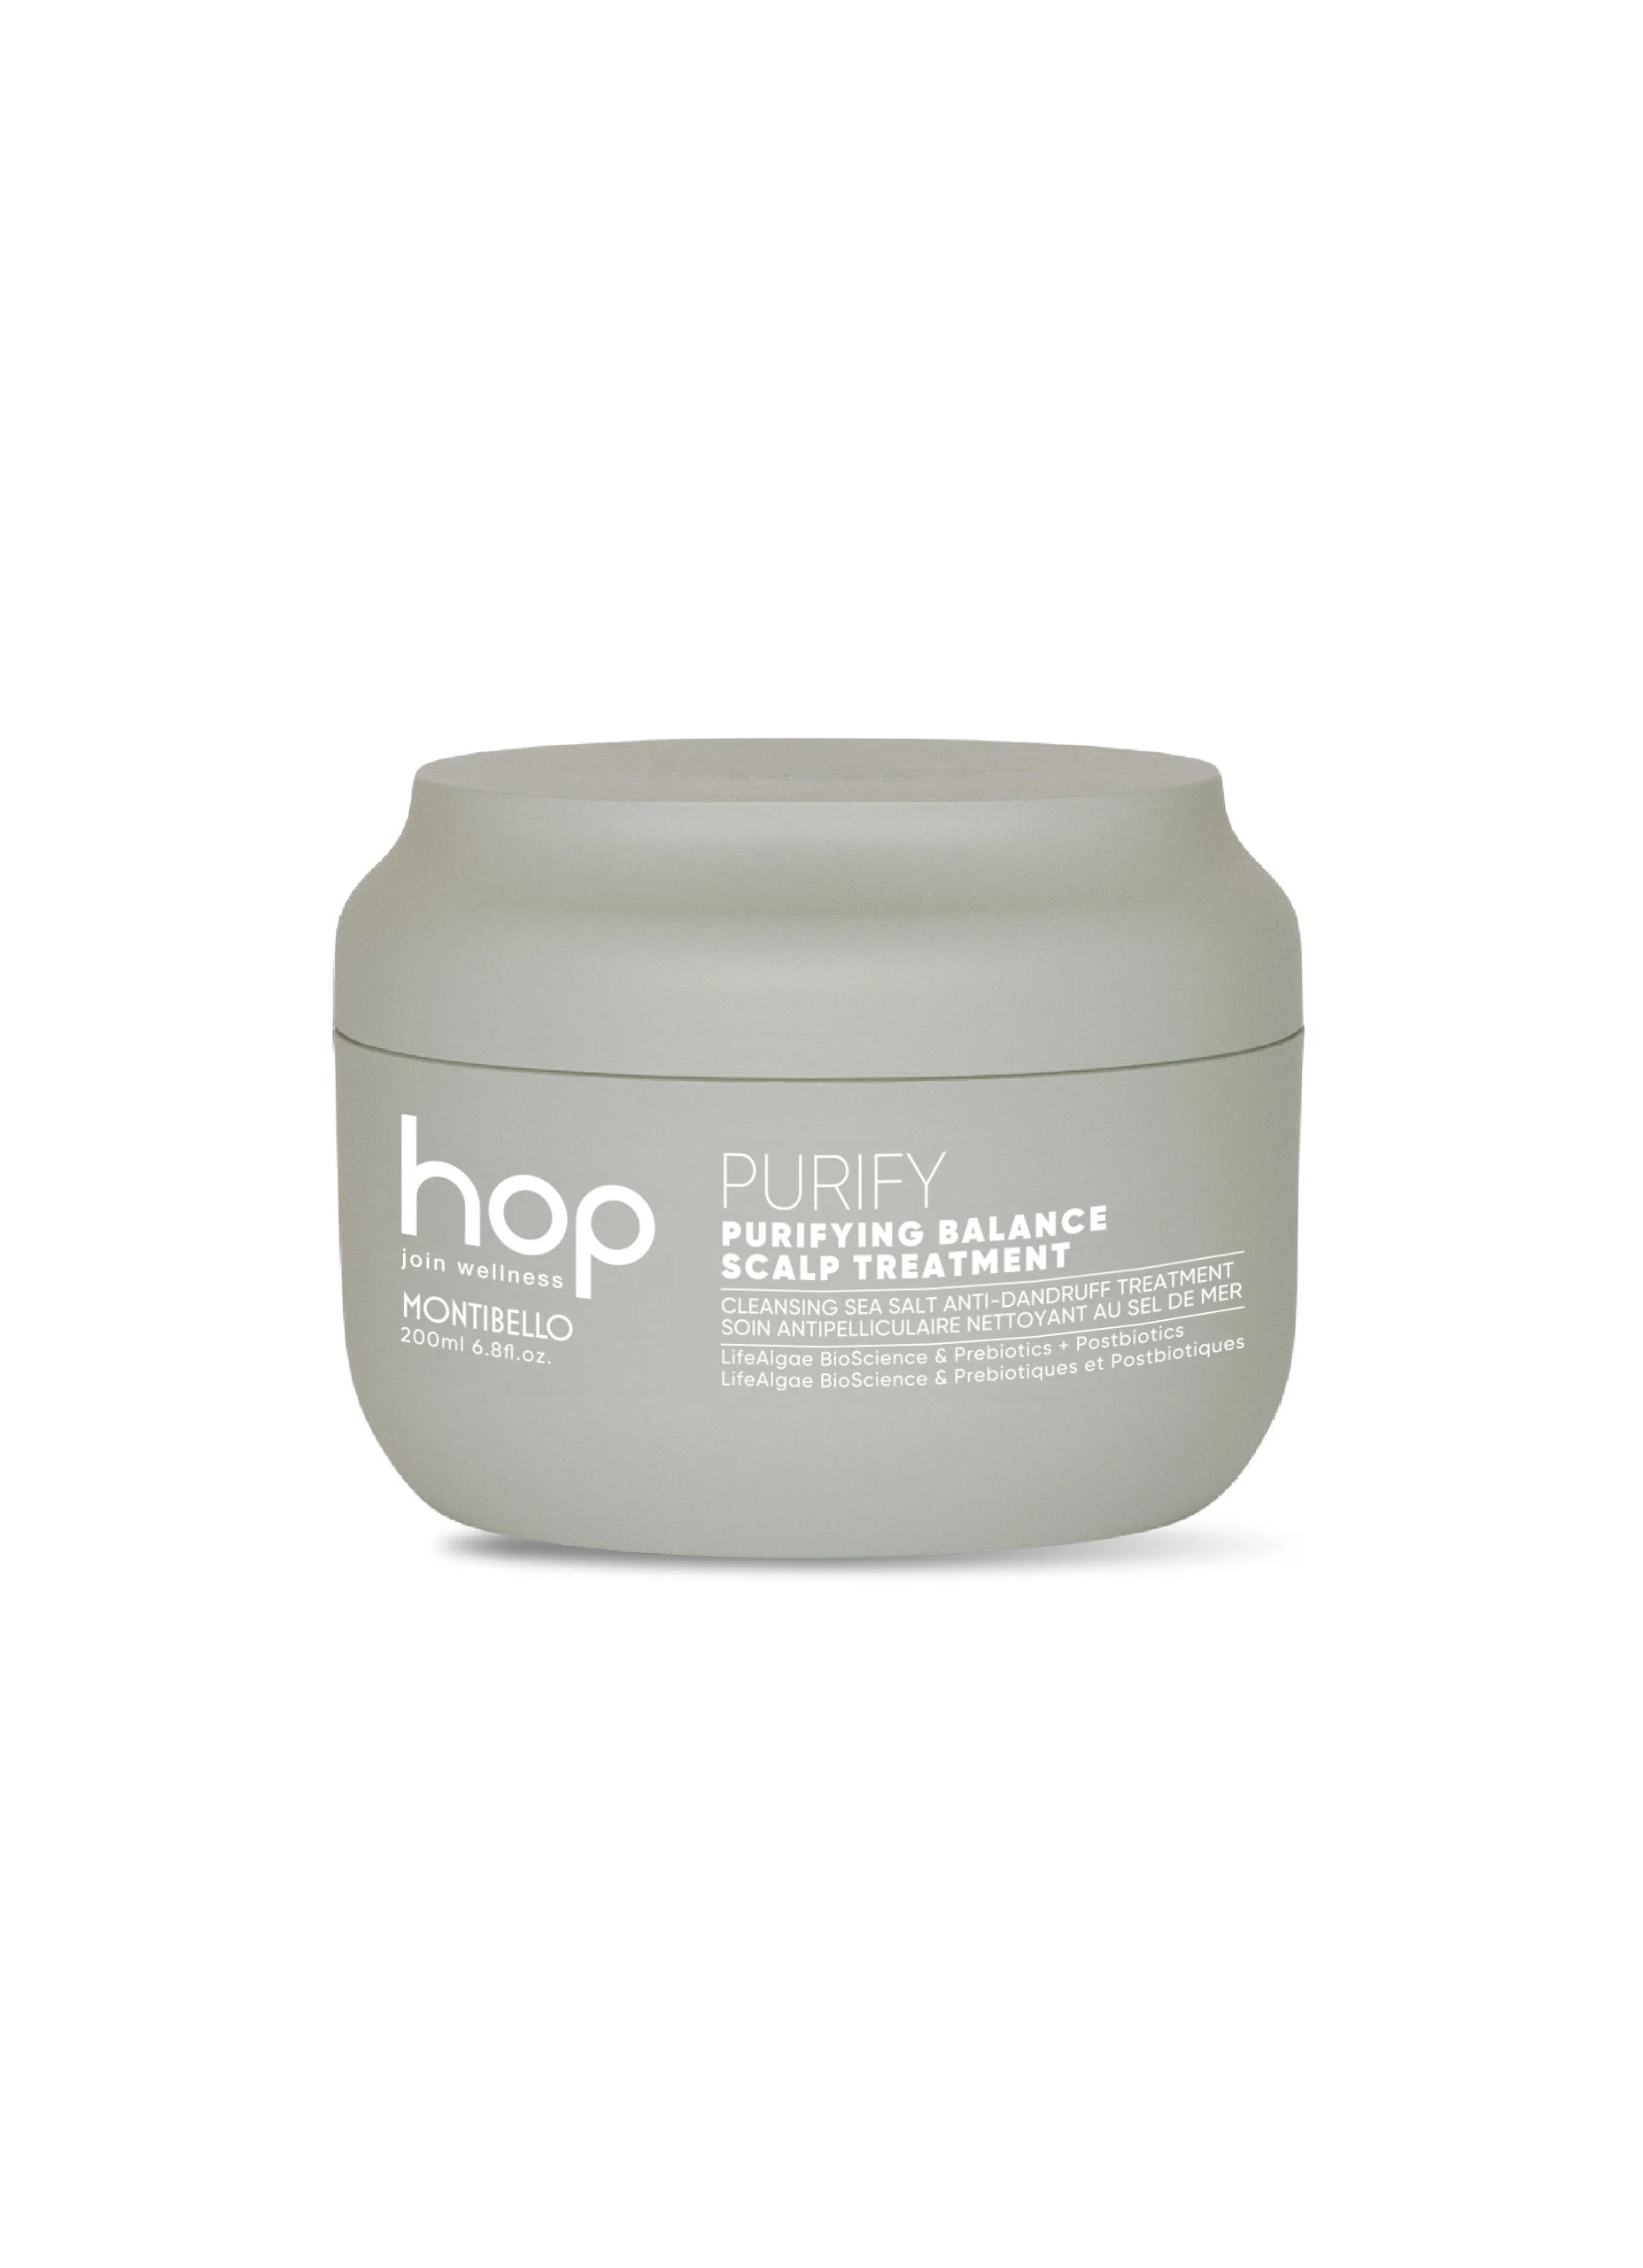 hop
join wellness
MONTIBELLO
200ml 6.8fl.oz.
PURIFY
PURIFYING BALANCE
SCALP TREATMENT
CLEANSING SEA SALT ANTI-DANDRUFF TREATMENT
SOIN ANTIPELLICULAIRE NETTOYANT AU SEL DE MER
LifeAlgae BioScience & Prebiotics + Postbiotics
LifeAlgae BioScience & Prebiotiques et Postbiotiques